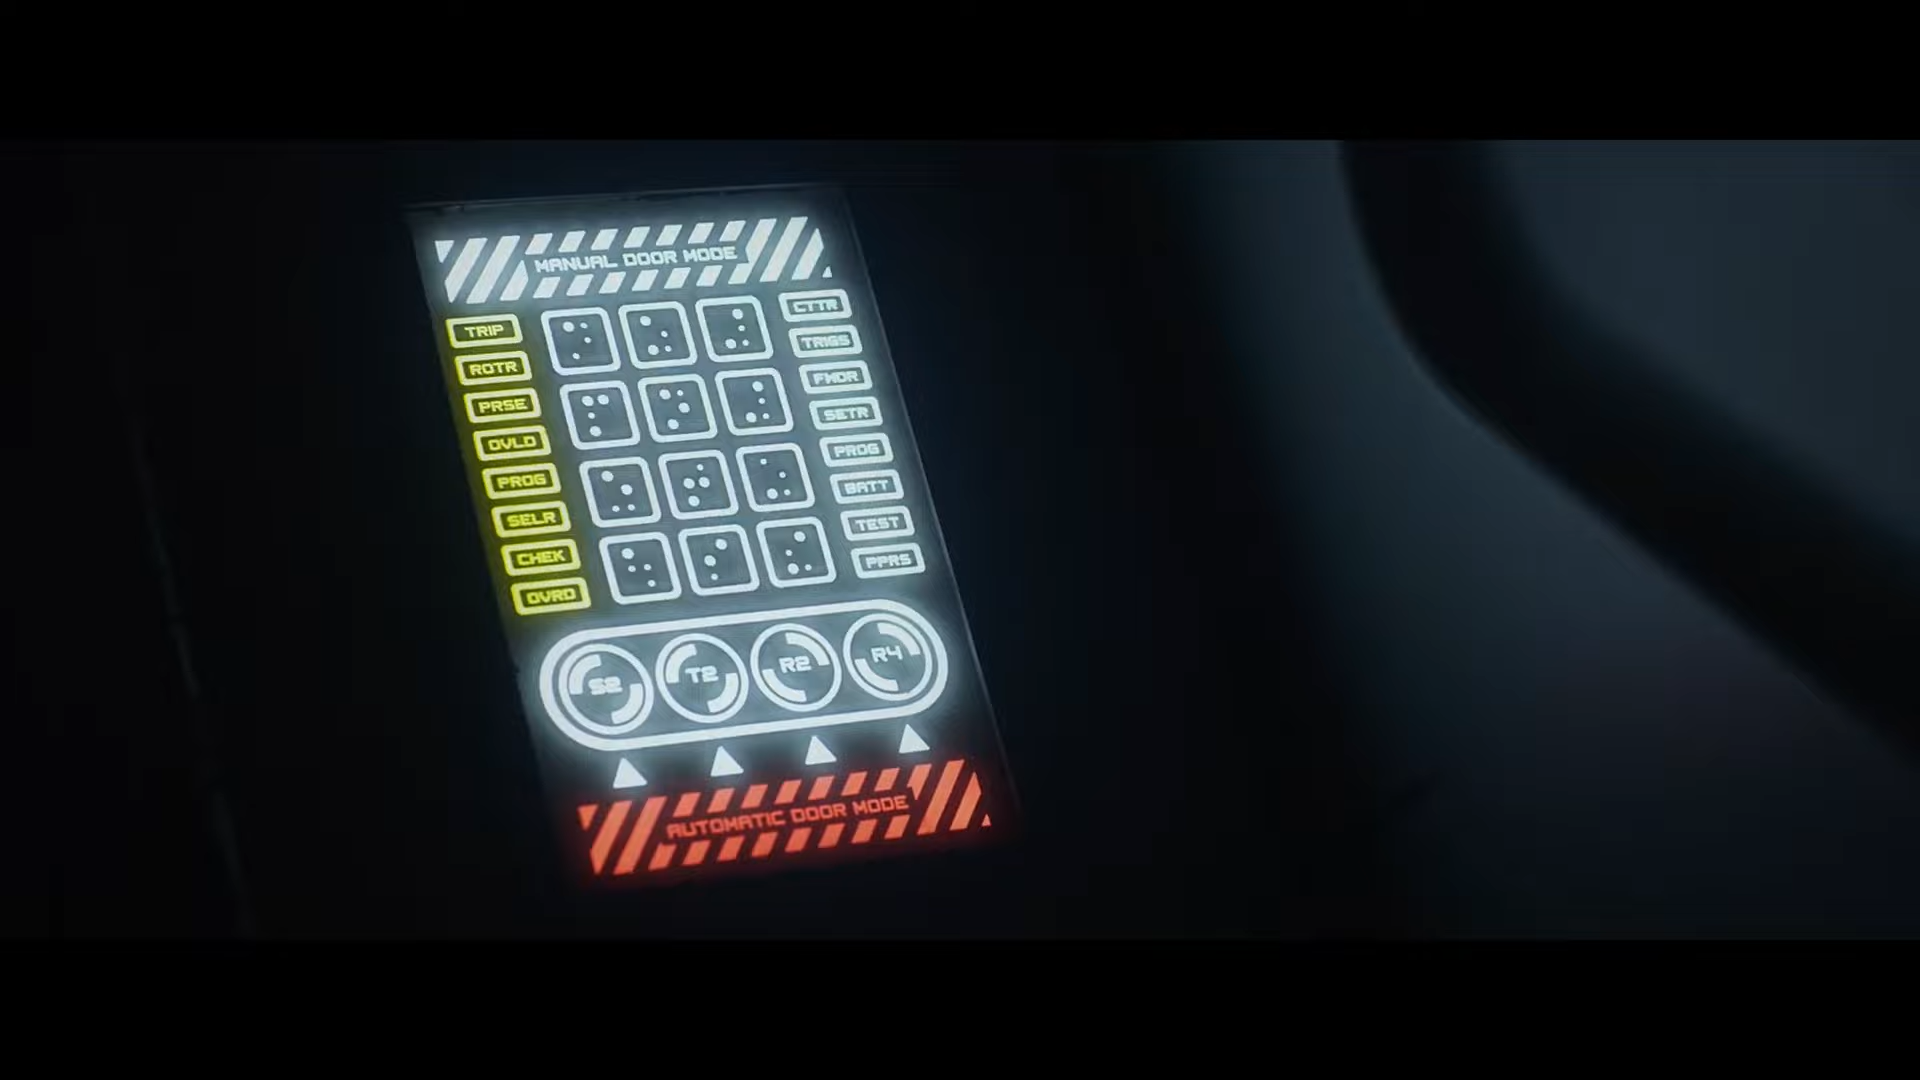 MANUAL DOOR MODE
TRIP
ROTR
PRSE
OVLD
PROG
SELR
CHEK
OVRD
CTTR
TRIGS
FWDR
SETR
PROG
BATT
TEST
PPRS
S2 T2 R2 R4
AUTOMATIC DOOR MODE